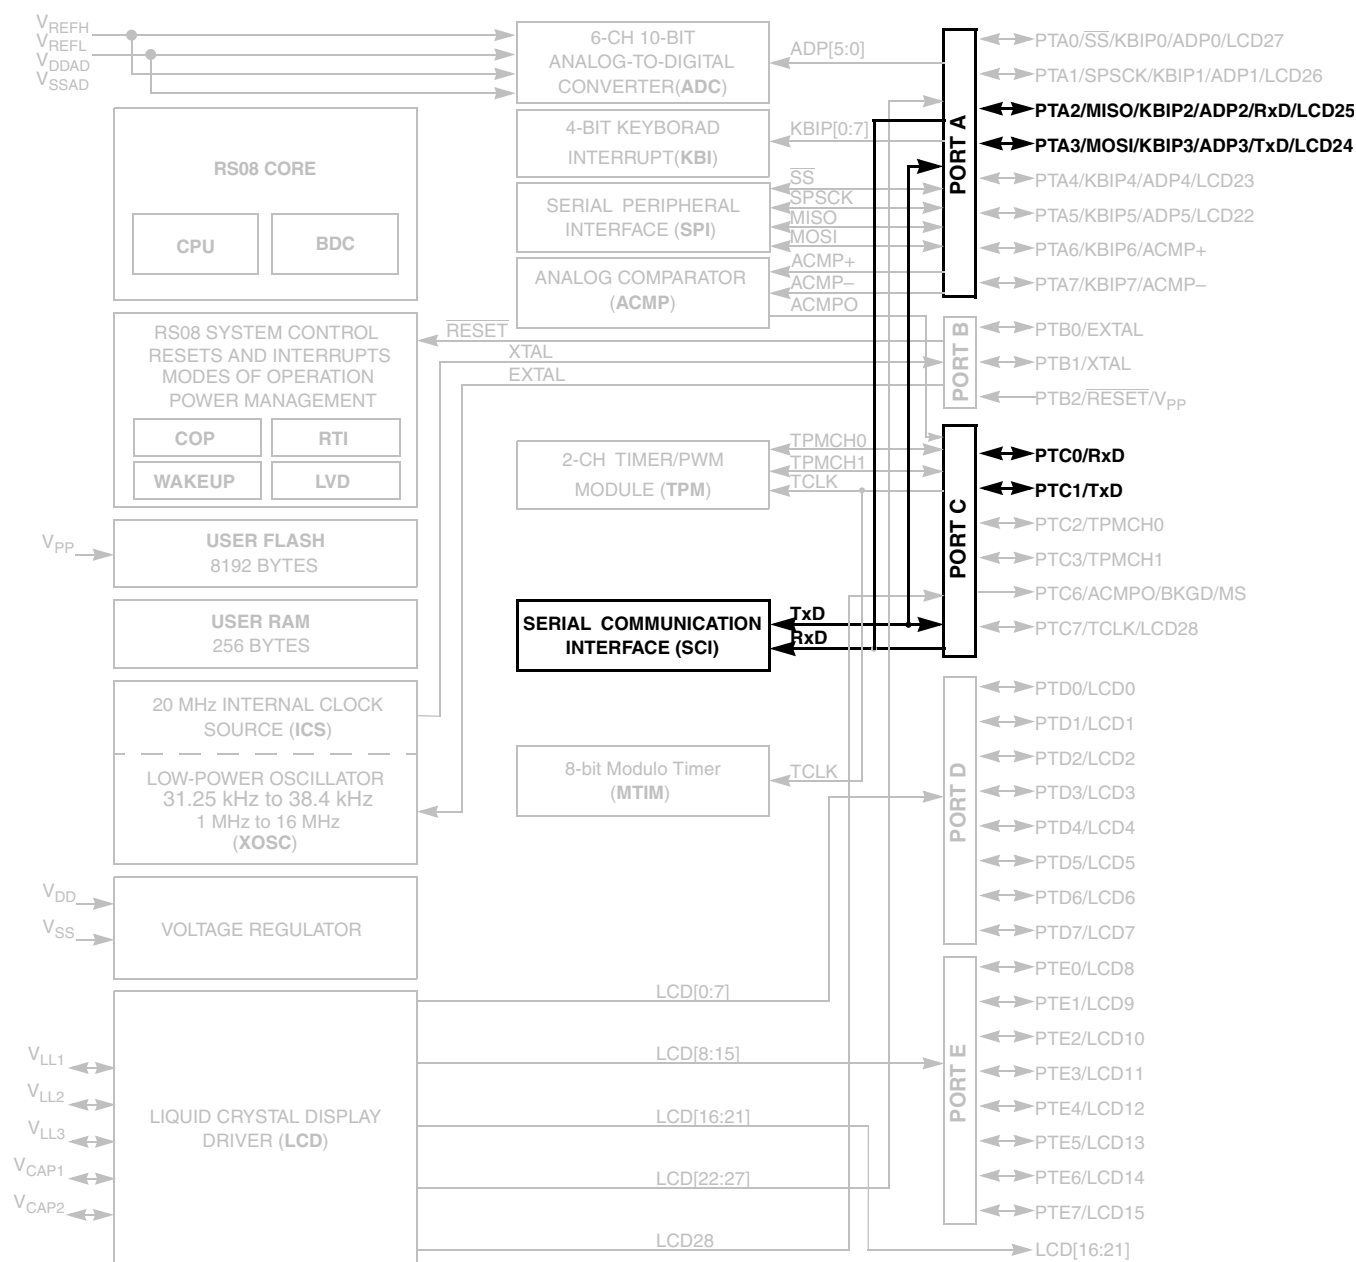 VREFH
VREFL
VDDAD
VSSAD
6-CH 10-BIT
ANALOG-TO-DIGITAL
CONVERTER(ADC)
ADP[5:0]
4-BIT KEYBORAD
INTERRUPT(KBI)
KBIP[0:7]
SERIAL PERIPHERAL
INTERFACE (SPI)
SS
SPSCK
MISO
MOSI
ANALOG COMPARATOR
(ACMP)
ACMP+
ACMP–
ACMPO
RS08 CORE
CPU
BDC
RS08 SYSTEM CONTROL
RESETS AND INTERRUPTS
MODES OF OPERATION
POWER MANAGEMENT
COP
RTI
WAKEUP
LVD
RESET
XTAL
EXTAL
2-CH TIMER/PWM
MODULE (TPM)
TPMCH0
TPMCH1
TCLK
VPP
USER FLASH
8192 BYTES
USER RAM
256 BYTES
SERIAL COMMUNICATION
INTERFACE (SCI)
TxD
RxD
20 MHz INTERNAL CLOCK
SOURCE (ICS)
LOW-POWER OSCILLATOR
31.25 kHz to 38.4 kHz
1 MHz to 16 MHz
(XOSC)
8-bit Modulo Timer
(MTIM)
TCLK
VDD
VSS
VOLTAGE REGULATOR
VLL1
VLL2
VLL3
VCAP1
VCAP2
LIQUID CRYSTAL DISPLAY
DRIVER (LCD)
LCD[0:7]
LCD[8:15]
LCD[16:21]
LCD[22:27]
LCD28
PORT A
PTA0/SS/KBIP0/ADP0/LCD27
PTA1/SPSCK/KBIP1/ADP1/LCD26
PTA2/MISO/KBIP2/ADP2/RxD/LCD25
PTA3/MOSI/KBIP3/ADP3/TxD/LCD24
PTA4/KBIP4/ADP4/LCD23
PTA5/KBIP5/ADP5/LCD22
PTA6/KBIP6/ACMP+
PTA7/KBIP7/ACMP–
PORT B
PTB0/EXTAL
PTB1/XTAL
PTB2/RESET/VPP
PORT C
PTC0/RxD
PTC1/TxD
PTC2/TPMCH0
PTC3/TPMCH1
PTC6/ACMPO/BKGD/MS
PTC7/TCLK/LCD28
PORT D
PTD0/LCD0
PTD1/LCD1
PTD2/LCD2
PTD3/LCD3
PTD4/LCD4
PTD5/LCD5
PTD6/LCD6
PTD7/LCD7
PORT E
PTE0/LCD8
PTE1/LCD9
PTE2/LCD10
PTE3/LCD11
PTE4/LCD12
PTE5/LCD13
PTE6/LCD14
PTE7/LCD15
LCD[16:21]